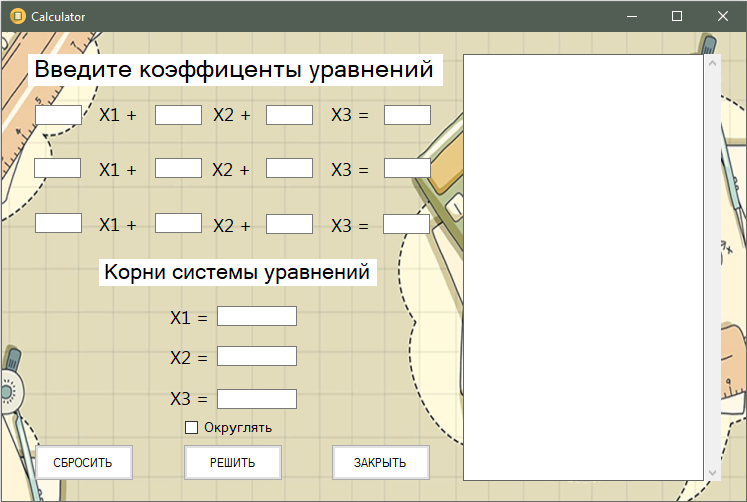 Calculator
Введите коэффиценты уравнений
X1 + X2 + X3 =
X1 + X2 + X3 =
X1 + X2 + X3 =
Корни системы уравнений
X1 =
X2 =
X3 =
Округлять
СБРОСИТЬ РЕШИТЬ ЗАКРЫТЬ